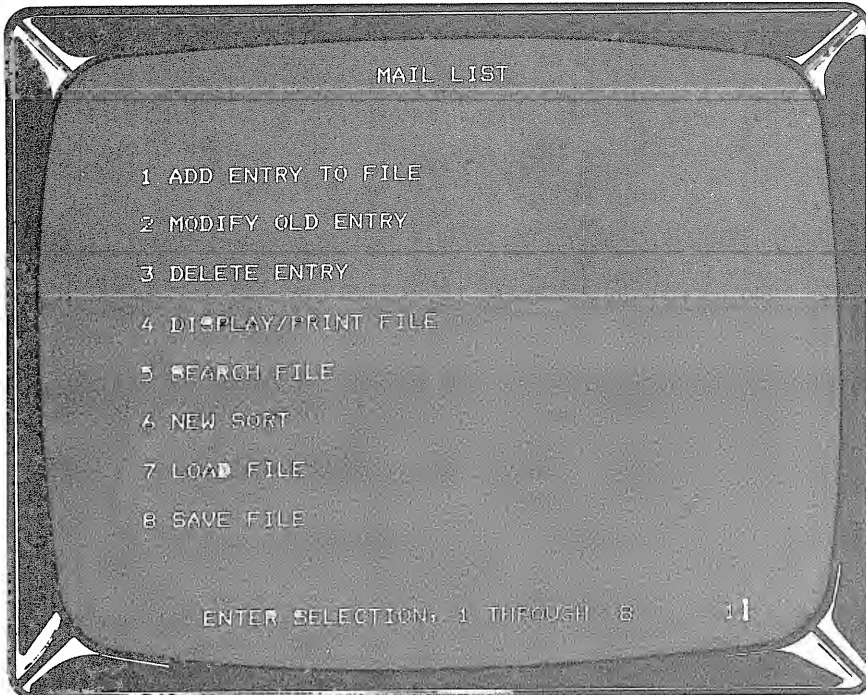 MAIL LIST
1 ADD ENTRY TO FILE
2 MODIFY OLD ENTRY
3 DELETE ENTRY
4 DISPLAY/PRINT FILE
5 SEARCH FILE
6 NEW SORT
7 LOAD FILE
8 SAVE FILE
ENTER SELECTION, 1 THROUGH 8 1